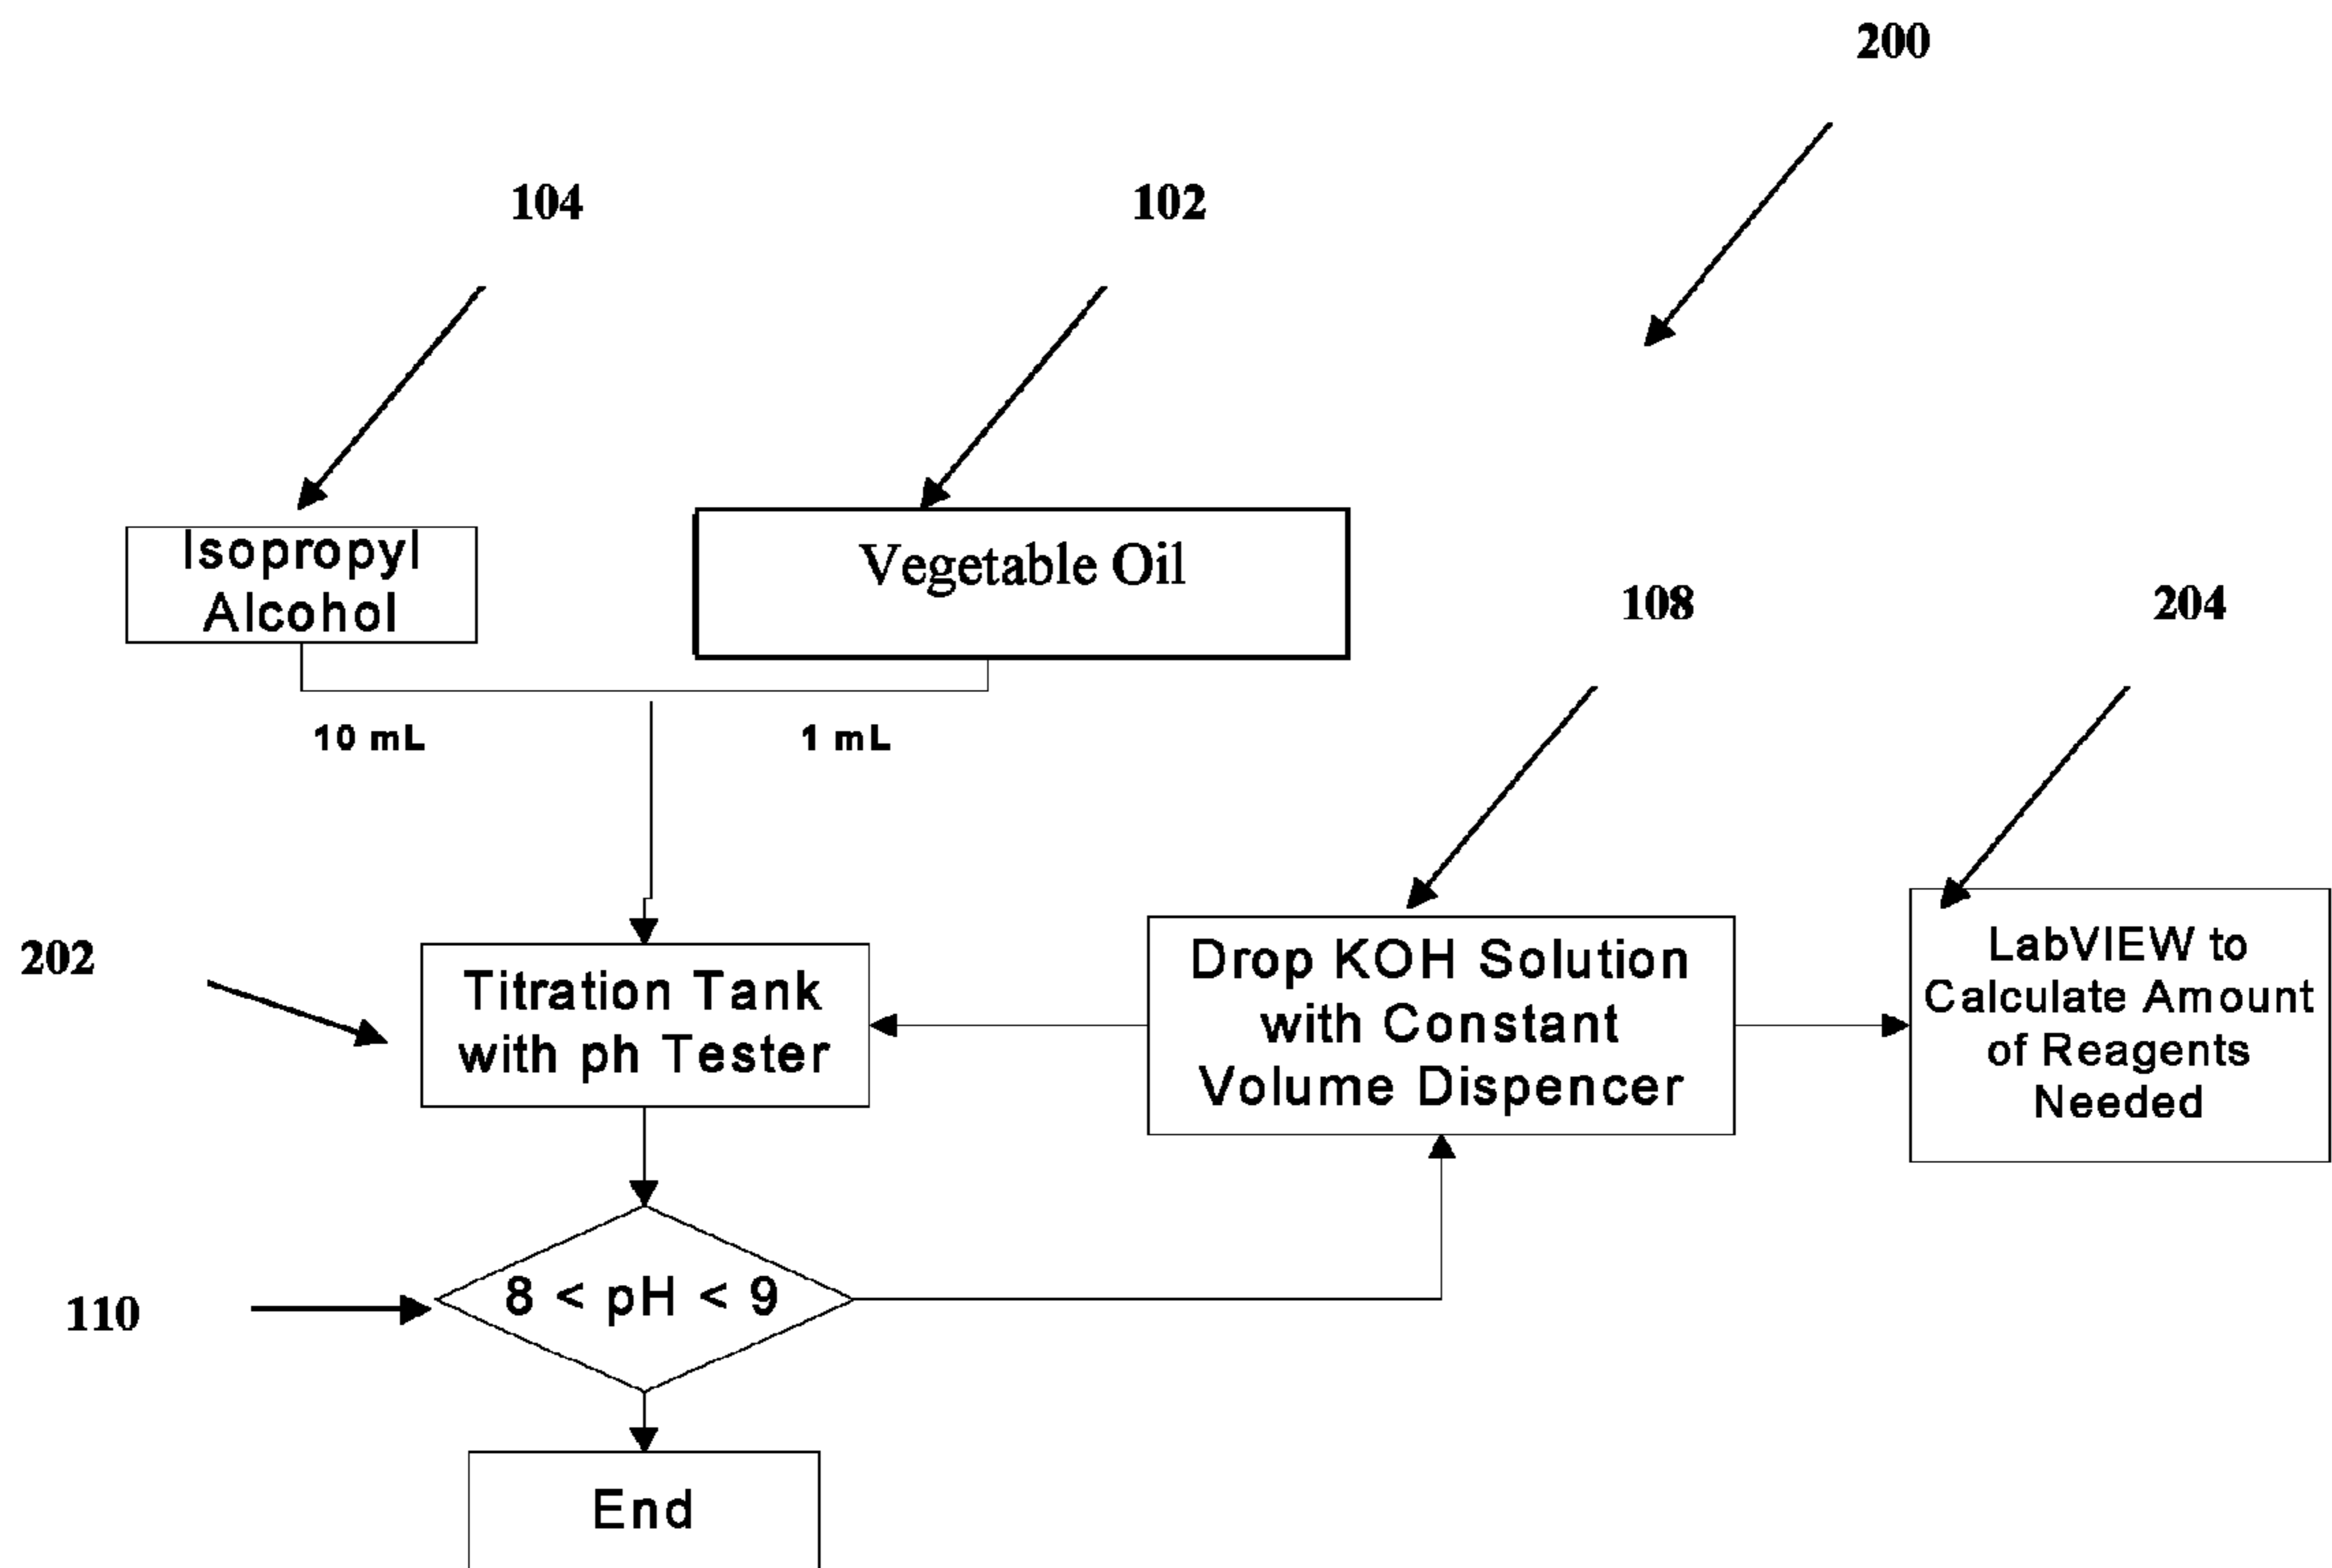 200
104
102
Isopropyl
Alcohol
Vegetable Oil
108
204
10 mL
1 mL
202
Titration Tank
with ph Tester
Drop KOH Solution
with Constant
Volume Dispencer
LabVIEW to
Calculate Amount
of Reagents
Needed
110
8 < pH < 9
End